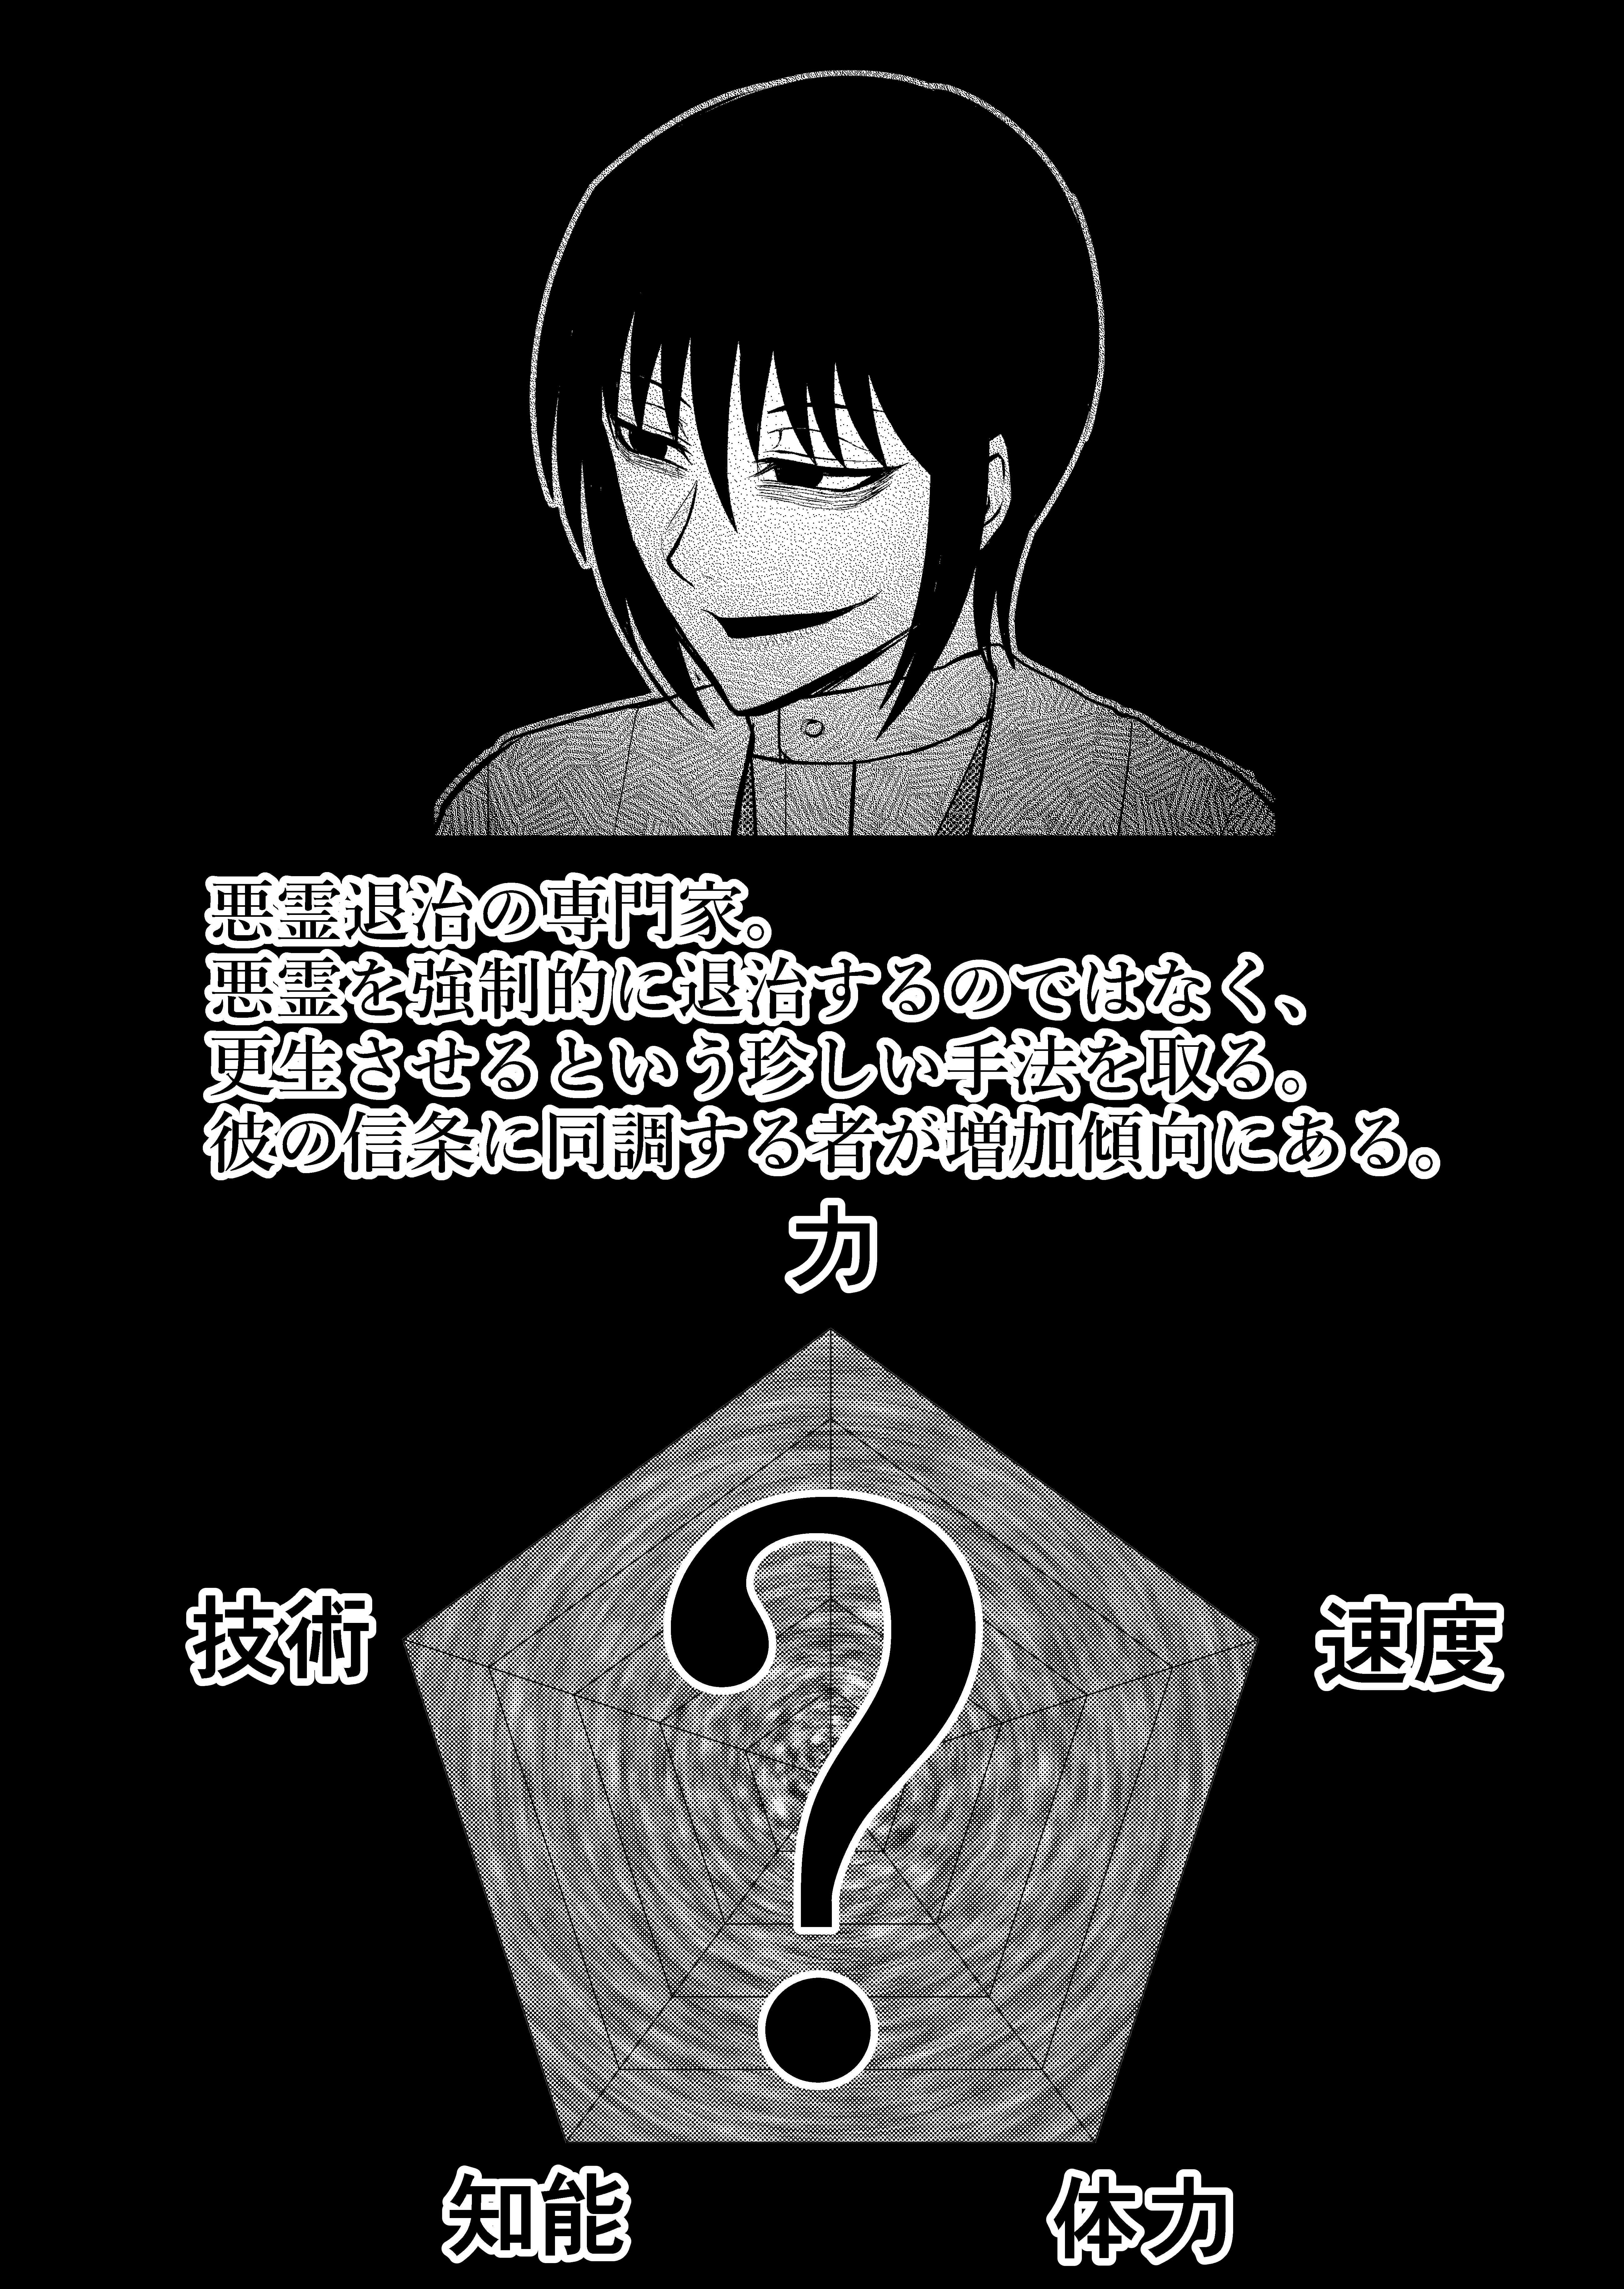 悪霊退治の専門家。
悪霊を強制的に退治するのではなく、
更生させるという珍しい手法を取る。
彼の信条に同調する者が増加傾向にある。
力
技術
速度
?
知能
体力